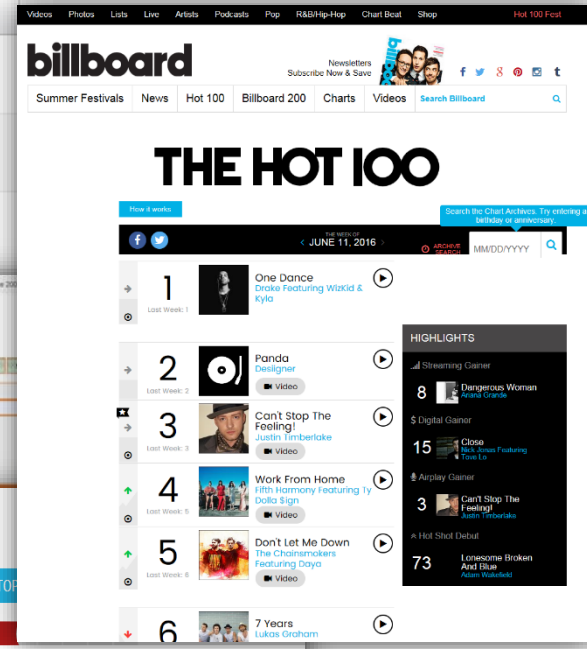 Videos Photos Lists Live Artists Podcasts Pop R&B/Hip-Hop Chart Beat Shop Hot 100 Fest
billboard
Newsletters
Subscribe Now & Save
billboard
f 8 t
Summer Festivals News Hot 100 Billboard 200 Charts Videos Search Billboard
THE HOT 100
How it works
Search the Chart Archives. Try entering a
birthday or anniversary.
f
THE WEEK OF
‹ JUNE 11, 2016 ›
ARCHIVE
SEARCH
MM/DD/YYYY
1
Last Week: 1
One Dance
Drake Featuring WizKid &
Kyla
2
Last Week: 2
Panda
Desiigner
Video
3
Last Week: 3
Can't Stop The
Feeling!
Justin Timberlake
Video
4
Last Week: 5
Work From Home
Fifth Harmony Featuring Ty
Dolla $ign
Video
5
Last Week: 6
Don't Let Me Down
The Chainsmokers
Featuring Daya
Video
6
7 Years
Lukas Graham
HIGHLIGHTS
Streaming Gainer
8
Dangerous Woman
Ariana Grande
$ Digital Gainor
15
Close
Nick Jonas Featuring
Tove Lo
Airplay Gainer
3
Can't Stop The
Feeling!
Justin Timberlake
Hot Shot Debut
73
Lonesome Broken
And Blue
Adam Wakefield
TOP